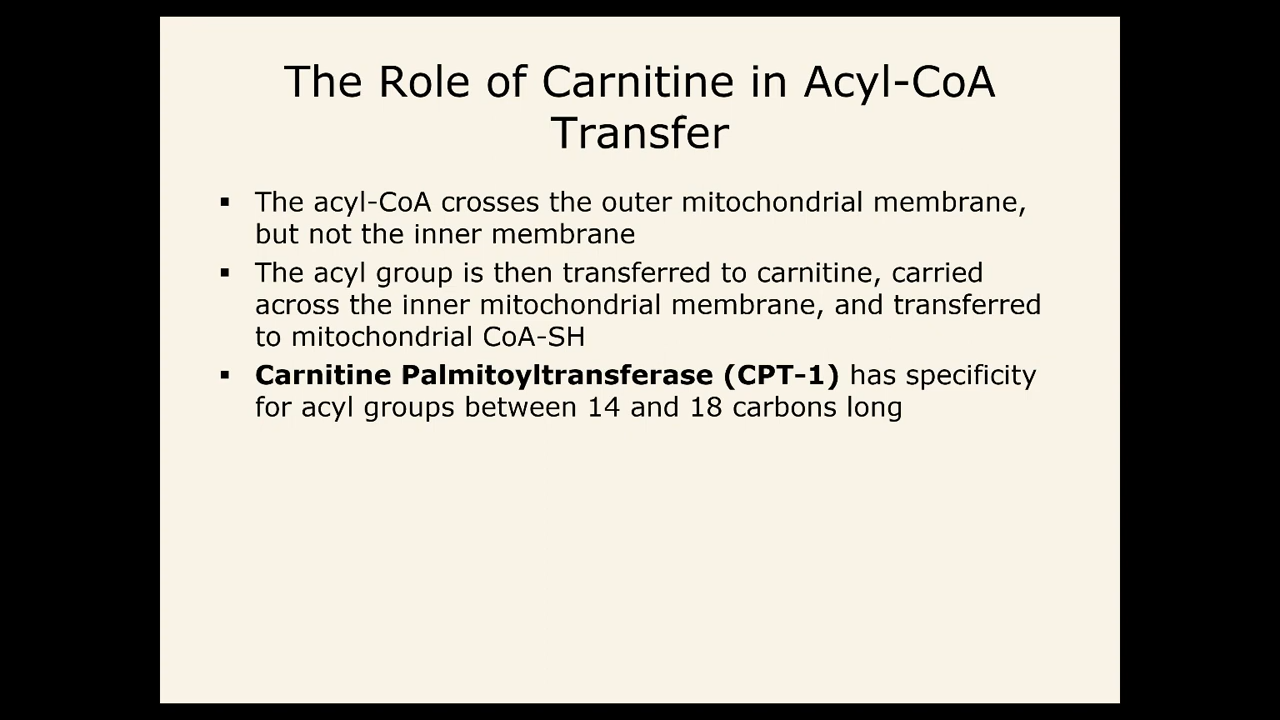 The Role of Carnitine in Acyl-CoA
Transfer
▪ The acyl-CoA crosses the outer mitochondrial membrane,
but not the inner membrane
▪ The acyl group is then transferred to carnitine, carried
across the inner mitochondrial membrane, and transferred
to mitochondrial CoA-SH
▪ Carnitine Palmitoyltransferase (CPT-1) has specificity
for acyl groups between 14 and 18 carbons long